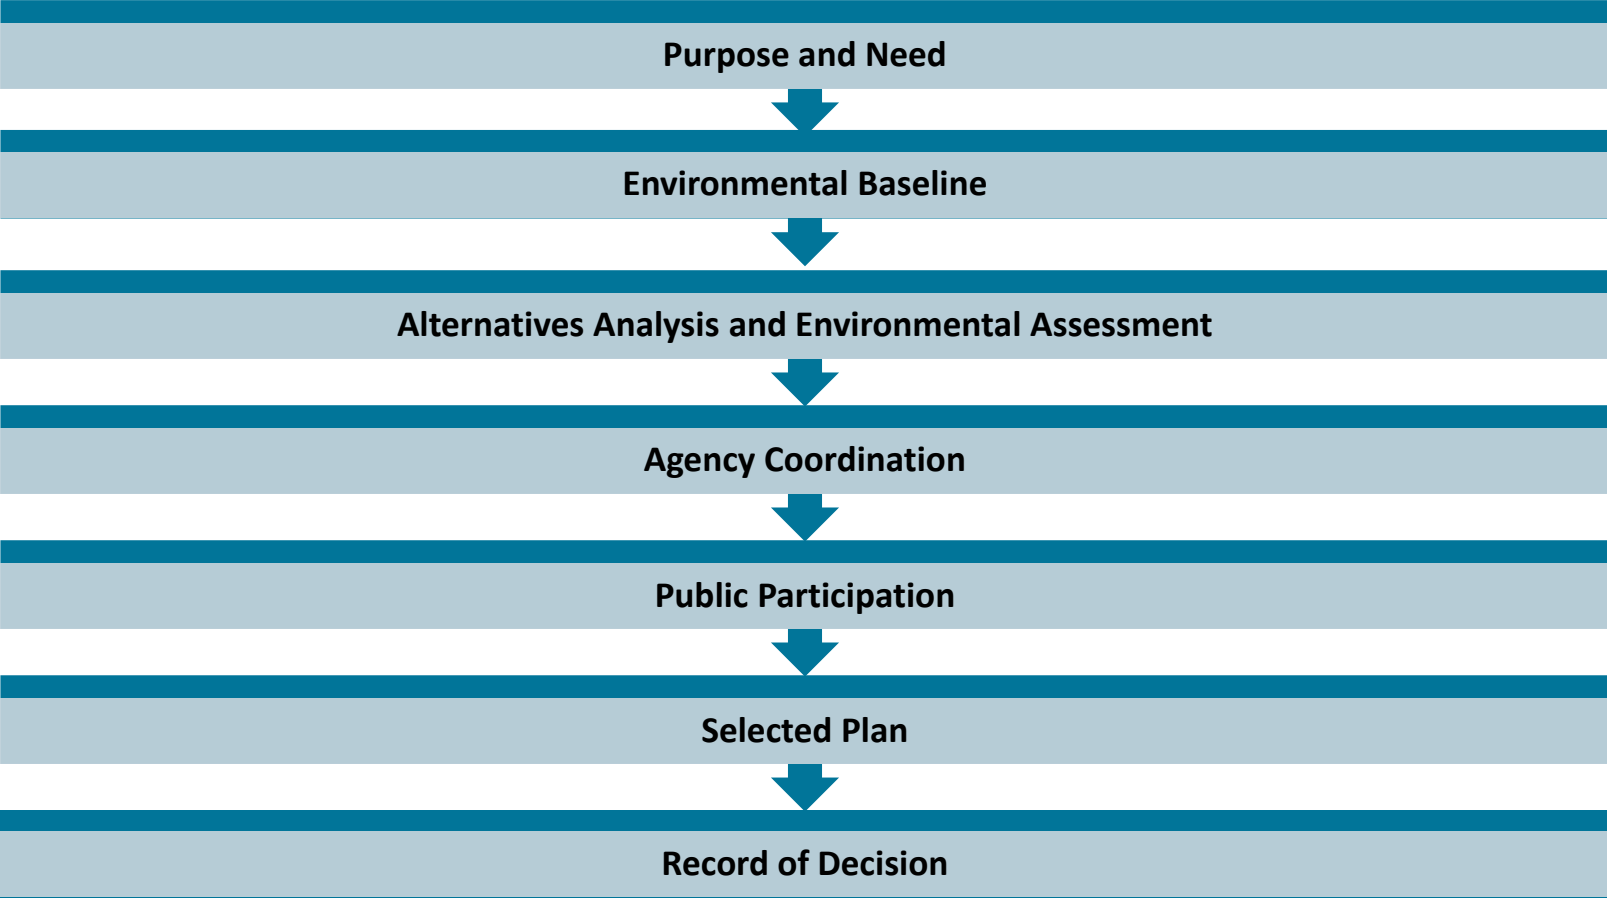 Purpose and Need
Environmental Baseline
Alternatives Analysis and Environmental Assessment
Agency Coordination
Public Participation
Selected Plan
Record of Decision